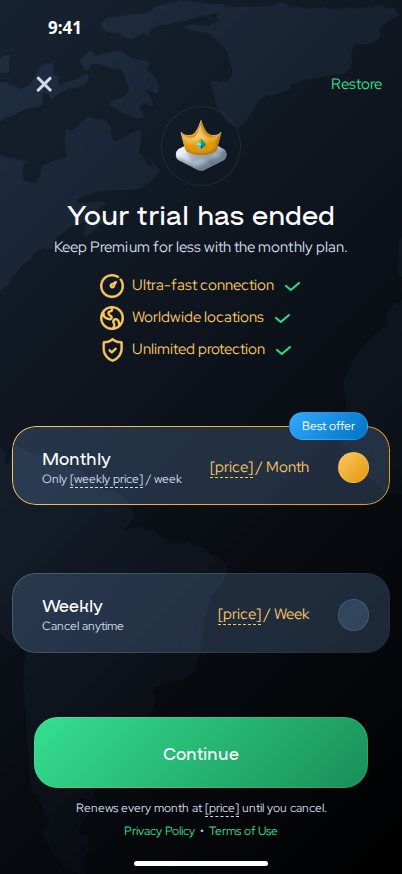 9:41
Restore
Your trial has ended
Keep Premium for less with the monthly plan.
Ultra-fast connection
Worldwide locations
Unlimited protection
Best offer
Monthly
Only [weekly price] / week
[price] / Month
Weekly
Cancel anytime
[price] / Week
Continue
Renews every month at [price] until you cancel.
Privacy Policy • Terms of Use